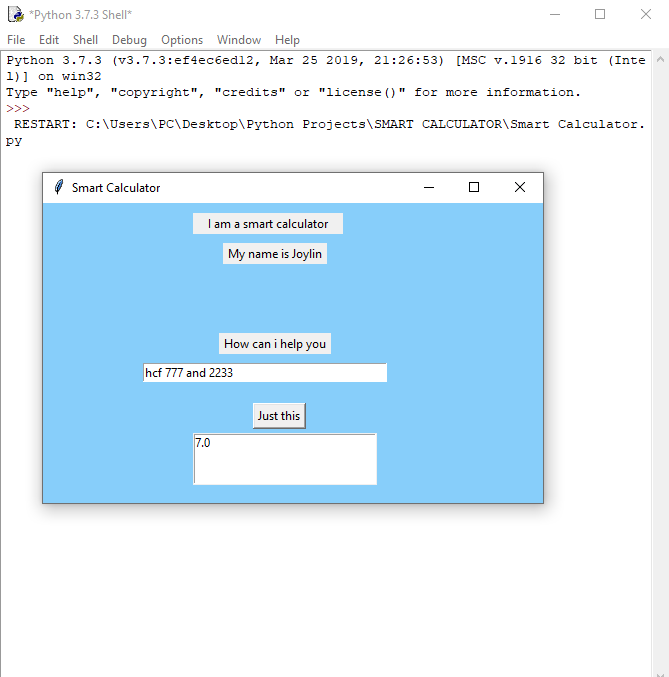 *Python 3.7.3 Shell*
File Edit Shell Debug Options Window Help
Python 3.7.3 (v3.7.3:ef4ec6ed12, Mar 25 2019, 21:26:53) [MSC v.1916 32 bit (Inte
l)] on win32
Type "help", "copyright", "credits" or "license()" for more information.
>>>
 RESTART: C:\Users\PC\Desktop\Python Projects\SMART CALCULATOR\Smart Calculator.
py
Smart Calculator
I am a smart calculator
My name is Joylin
How can i help you
hcf 777 and 2233
Just this
7.0